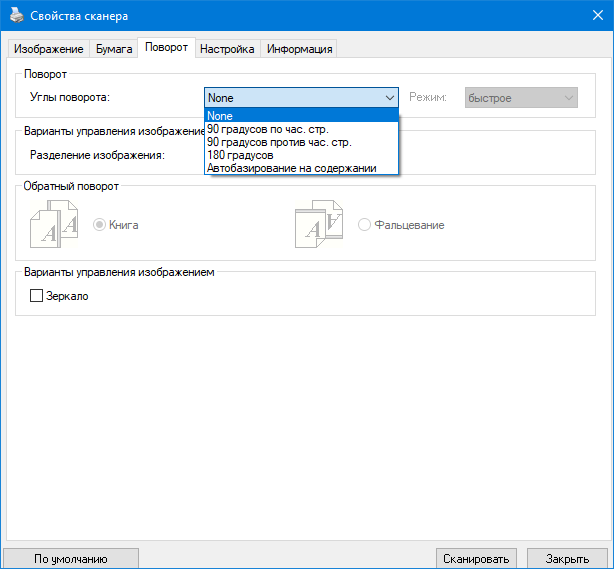 Свойства сканера
Изображение Бумага Поворот Настройка Информация
Поворот
Углы поворота: None Режим: быстрое
None
90 градусов по час. стр.
Варианты управления изображение
90 градусов против час. стр.
Разделение изображения: 180 градусов
Автобазирование на содержании
Обратный поворот
Книга Фальцевание
Варианты управления изображением
Зеркало
По умолчанию Сканировать Закрыть